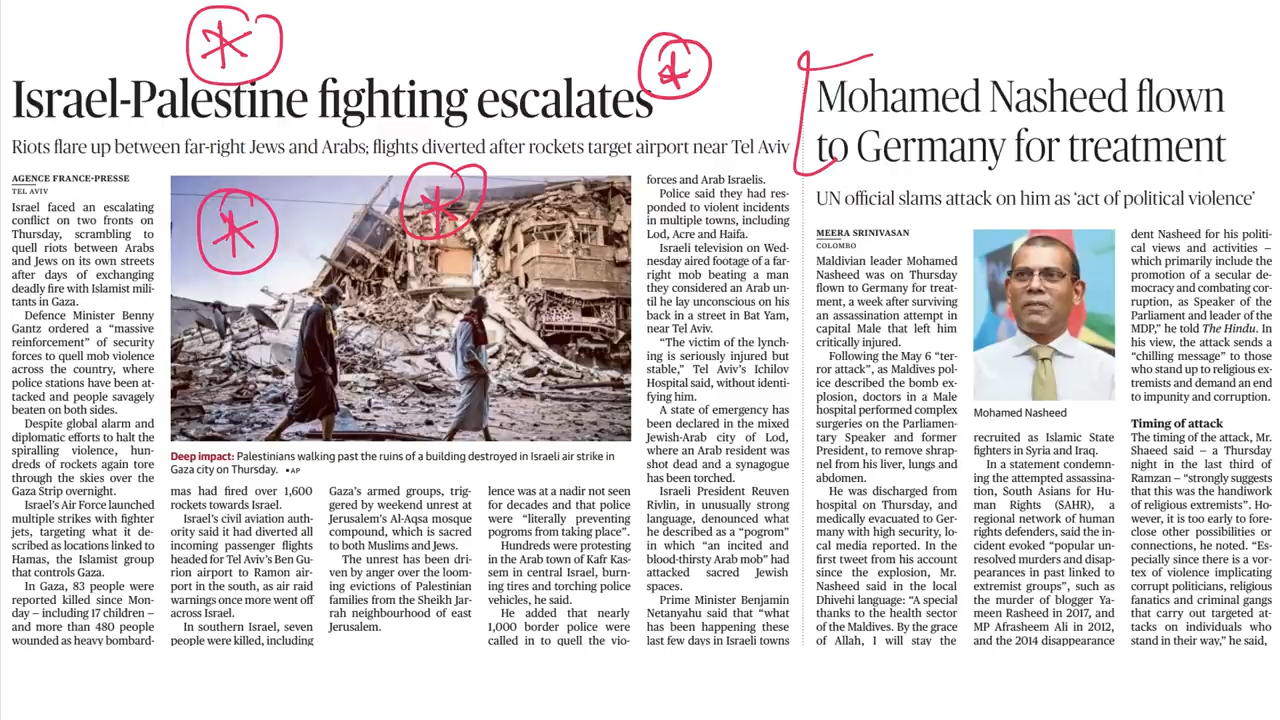 Israel-Palestine fighting escalates
Riots flare up between far-right Jews and Arabs; flights diverted after rockets target airport near Tel Aviv
AGENCE FRANCE-PRESSE
TEL AVIV
Israel faced an escalating
conflict on two fronts on
Thursday, scrambling to
quell riots between Arabs
and Jews on its own streets
after days of exchanging
deadly fire with Islamist mili-
tants in Gaza.
Defence Minister Benny
Gantz ordered a “massive
reinforcement” of security
forces to quell mob violence
across the country, where
police stations have been at-
tacked and people savagely
beaten on both sides.
Despite global alarm and
diplomatic efforts to halt the
spiralling violence, hun-
dreds of rockets again tore
through the skies over the
Gaza Strip overnight.
Israel’s Air Force launched
multiple strikes with fighter
jets, targeting what it de-
scribed as locations linked to
Hamas, the Islamist group
that controls Gaza.
In Gaza, 83 people were
reported killed since Mon-
day – including 17 children –
and more than 480 people
wounded as heavy bombard-
Deep impact: Palestinians walking past the ruins of a building destroyed in Israeli air strike in
Gaza city on Thursday. ▪AP
mas had fired over 1,600
rockets towards Israel.
Israel’s civil aviation auth-
ority said it had diverted all
incoming passenger flights
headed for Tel Aviv’s Ben Gu-
rion airport to Ramon air-
port in the south, as air raid
warnings once more went off
across Israel.
In southern Israel, seven
people were killed, including
Gaza’s armed groups, trig-
gered by weekend unrest at
Jerusalem’s Al-Aqsa mosque
compound, which is sacred
to both Muslims and Jews.
The unrest has been dri-
ven by anger over the loom-
ing evictions of Palestinian
families from the Sheikh Jar-
rah neighbourhood of east
Jerusalem.
lence was at a nadir not seen
for decades and that police
were “literally preventing
pogroms from taking place”.
Hundreds were protesting
in the Arab town of Kafr Kas-
sem in central Israel, burn-
ing tires and torching police
vehicles, he said.
He added that nearly
1,000 border police were
called in to quell the vio-
forces and Arab Israelis.
Police said they had res-
ponded to violent incidents
in multiple towns, including
Lod, Acre and Haifa.
Israeli television on Wed-
nesday aired footage of a far-
right mob beating a man
they considered an Arab un-
til he lay unconscious on his
back in a street in Bat Yam,
near Tel Aviv.
“The victim of the lynch-
ing is seriously injured but
stable,” Tel Aviv’s Ichilov
Hospital said, without identi-
fying him.
A state of emergency has
been declared in the mixed
Jewish-Arab city of Lod,
where an Arab resident was
shot dead and a synagogue
has been torched.
Israeli President Reuven
Rivlin, in unusually strong
language, denounced what
he described as a “pogrom”
in which “an incited and
blood-thirsty Arab mob” had
attacked sacred Jewish
spaces.
Prime Minister Benjamin
Netanyahu said that “what
has been happening these
last few days in Israeli towns
Mohamed Nasheed flown
to Germany for treatment
UN official slams attack on him as ‘act of political violence’
MEERA SRINIVASAN
COLOMBO
Maldivian leader Mohamed
Nasheed was on Thursday
flown to Germany for treat-
ment, a week after surviving
an assassination attempt in
capital Male that left him
critically injured.
Following the May 6 “ter-
ror attack”, as Maldives pol-
ice described the bomb ex-
plosion, doctors in a Male
hospital performed complex
surgeries on the Parliamen-
tary Speaker and former
President, to remove shrap-
nel from his liver, lungs and
abdomen.
He was discharged from
hospital on Thursday, and
medically evacuated to Ger-
many with high security, lo-
cal media reported. In the
first tweet from his account
since the explosion, Mr.
Nasheed said in the local
Dhivehi language: “A special
thanks to the health sector
of the Maldives. By the grace
of Allah, I will stay the
Mohamed Nasheed
recruited as Islamic State
fighters in Syria and Iraq.
In a statement condemn-
ing the attempted assassina-
tion, South Asians for Hu-
man Rights (SAHR), a
regional network of human
rights defenders, said the in-
cident evoked “popular un-
resolved murders and disap-
pearances in past linked to
extremist groups”, such as
the murder of blogger Ya-
meen Rasheed in 2017, and
MP Afrasheem Ali in 2012,
and the 2014 disappearance
dent Nasheed for his politi-
cal views and activities –
which primarily include the
promotion of a secular de-
mocracy and combating cor-
ruption, as Speaker of the
Parliament and leader of the
MDP,” he told The Hindu. In
his view, the attack sends a
“chilling message” to those
who stand up to religious ex-
tremists and demand an end
to impunity and corruption.
Timing of attack
The timing of the attack, Mr.
Shaeed said – a Thursday
night in the last third of
Ramzan – “strongly suggests
that this was the handiwork
of religious extremists”. Ho-
wever, it is too early to fore-
close other possibilities or
connections, he noted. “Es-
pecially since there is a vor-
tex of violence implicating
corrupt politicians, religious
fanatics and criminal gangs
that carry out targeted at-
tacks on individuals who
stand in their way,” he said,